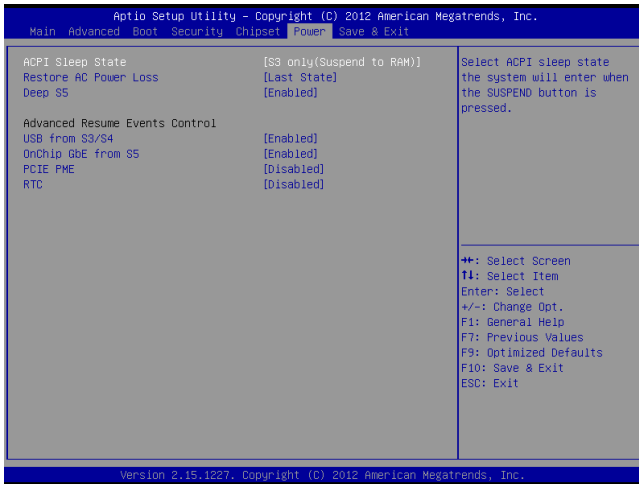 Aptio Setup Utility – Copyright (C) 2012 American Megatrends, Inc.
Main Advanced Boot Security Chipset Power Save & Exit
ACPI Sleep State [S3 only(Suspend to RAM)]
Restore AC Power Loss [Last State]
Deep S5 [Enabled]
Advanced Resume Events Control
USB from S3/S4 [Enabled]
OnChip GbE from S5 [Enabled]
PCIE PME [Disabled]
RTC [Disabled]
Select ACPI sleep state
the system will enter when
the SUSPEND button is
pressed.
→←: Select Screen
↑↓: Select Item
Enter: Select
+/-: Change Opt.
F1: General Help
F7: Previous Values
F9: Optimized Defaults
F10: Save & Exit
ESC: Exit
Version 2.15.1227. Copyright (C) 2012 American Megatrends, Inc.